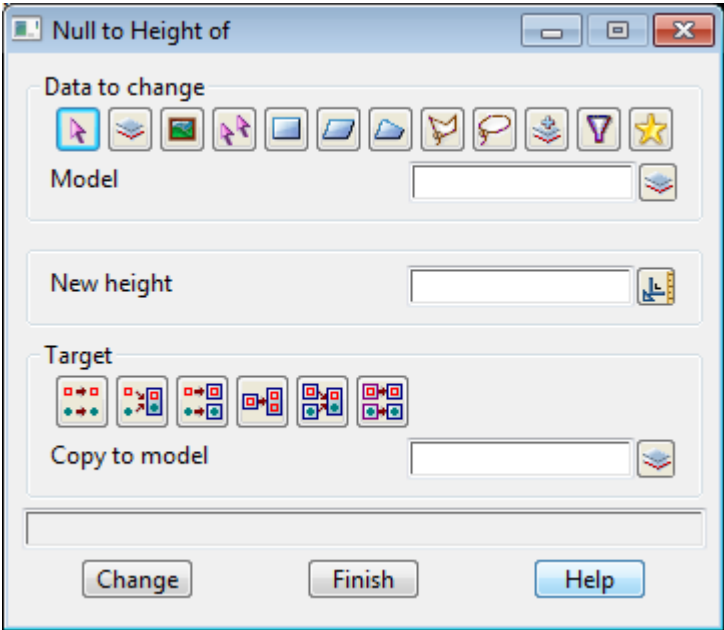 Null to Height of
Data to change
Model
New height
Target
Copy to model
Change Finish Help